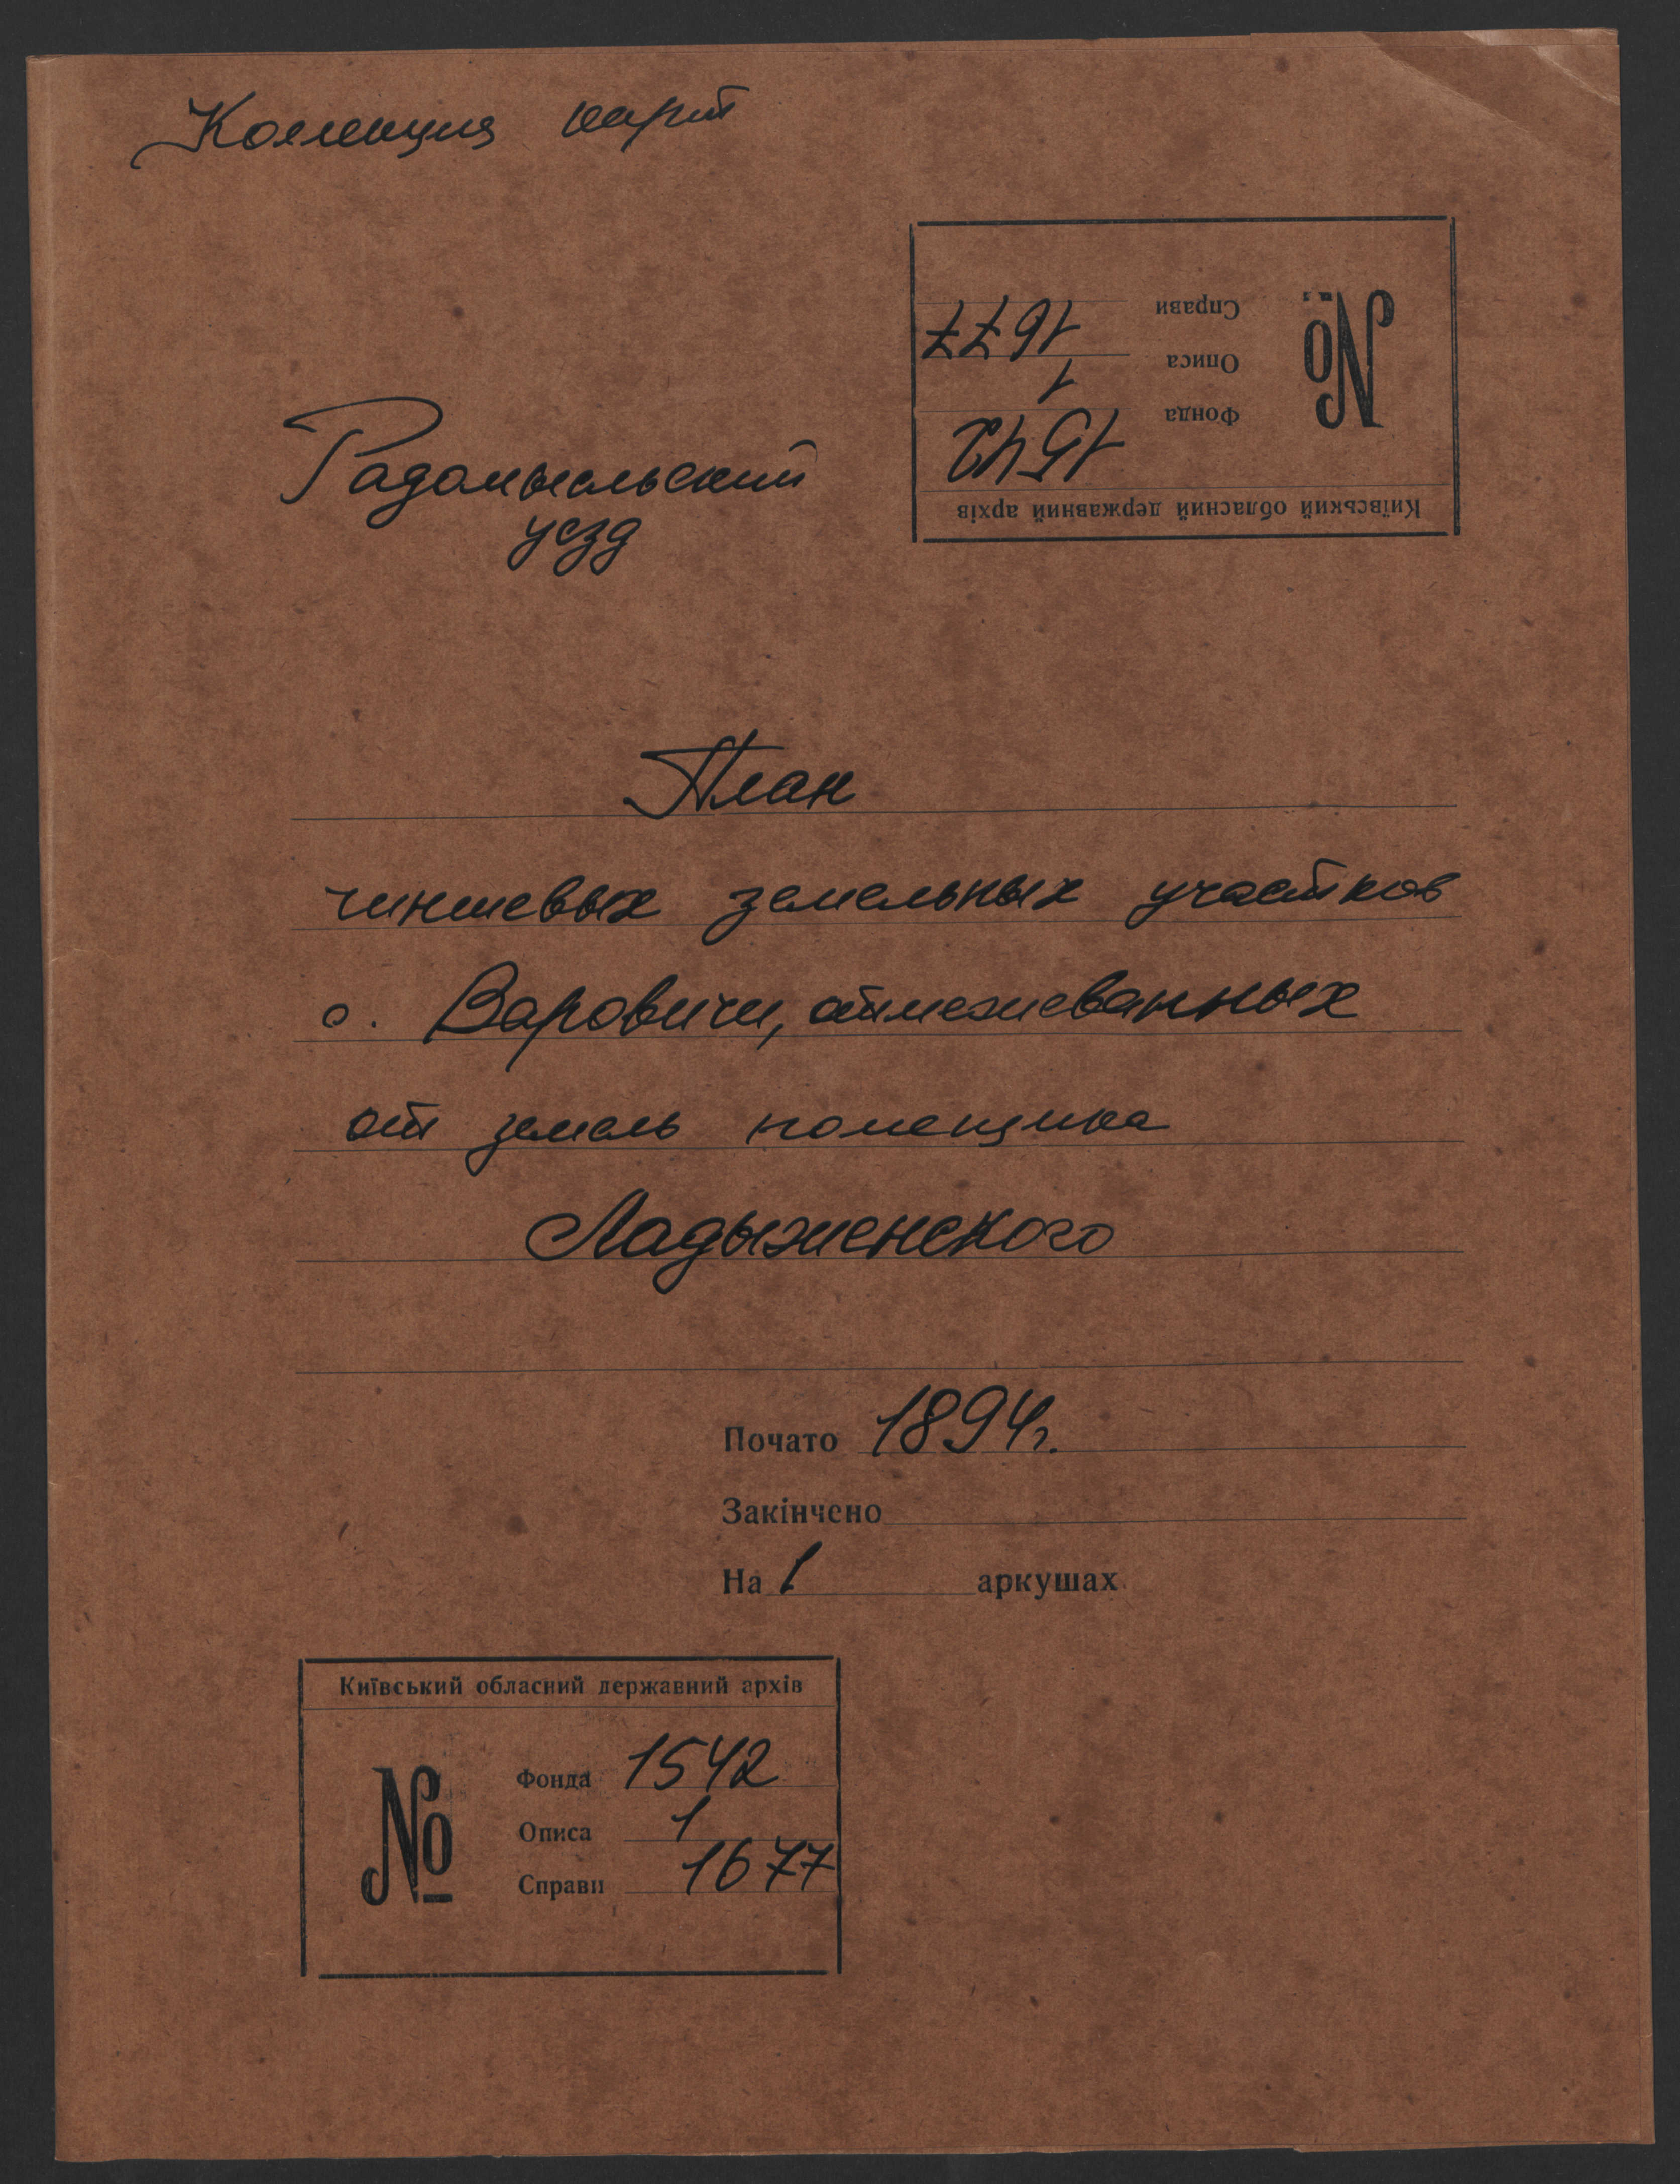 Коллекция карт
Київський обласний державний архів
№
Фонда 1542
Описа 1
Справи 1677
Радомысльский
уезд
План
чиншевых земельных участков
с. Варовичи, отмежеванных
от земель помещика
Ладыженского
Почато 1894г.
Закінчено
На 1 аркушах
Київський обласний державний архів
№
Фонда 1542
Описа 1
Справи 1677